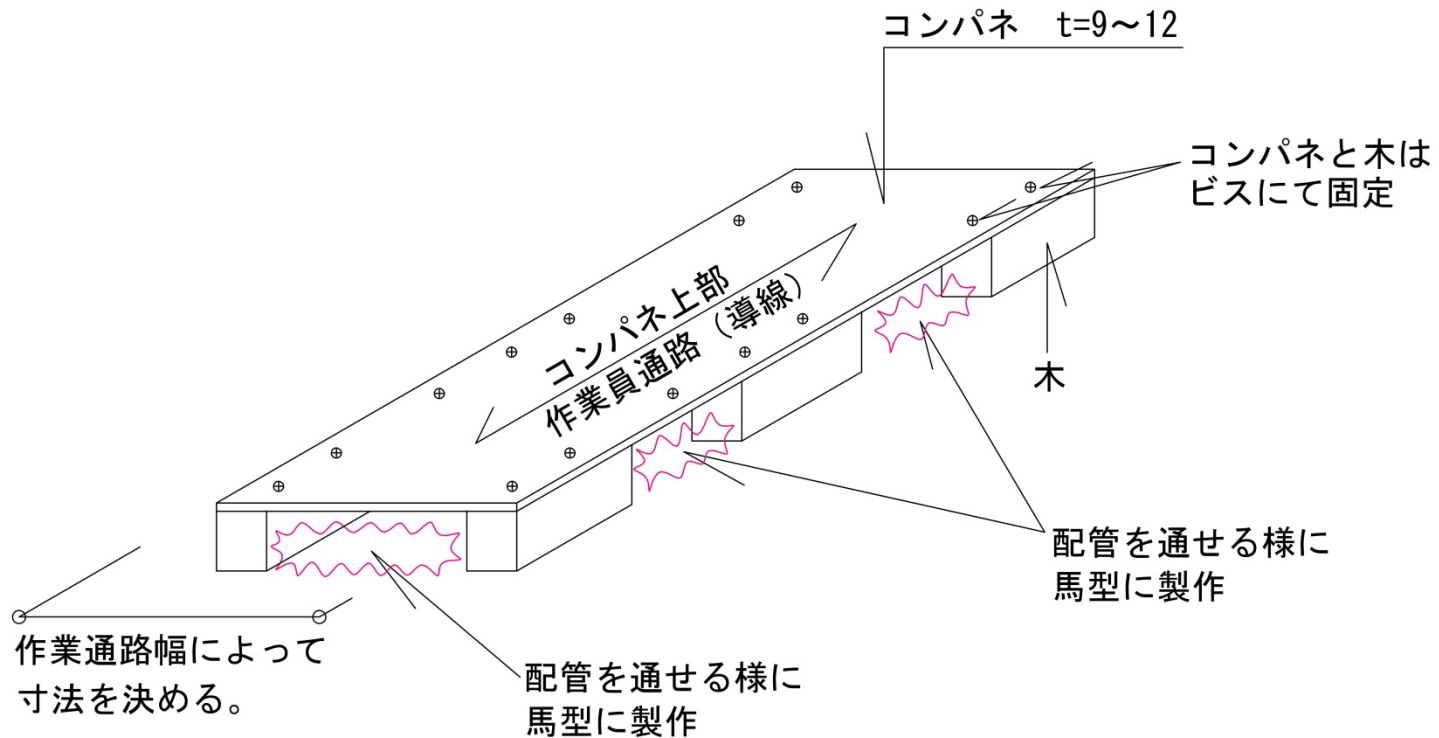 コンパネ　t=9～12
コンパネと木は
ビスにて固定
コンパネ上部
作業員通路（導線）
木
配管を通せる様に
馬型に製作
作業通路幅によって
寸法を決める。
配管を通せる様に
馬型に製作